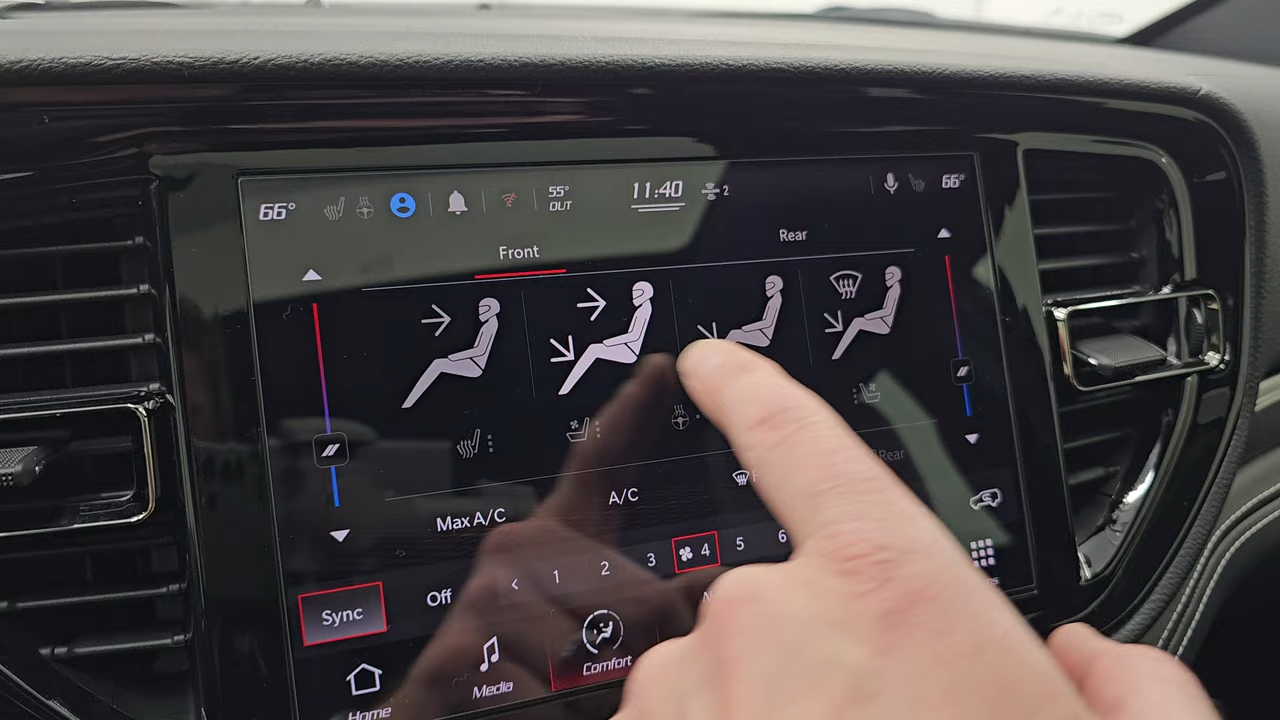 66° 55° OUT 11:40 2 66°
Front Rear
Max A/C A/C Rear
Sync Off < 1 2 3 4 5 6
Home Media Comfort